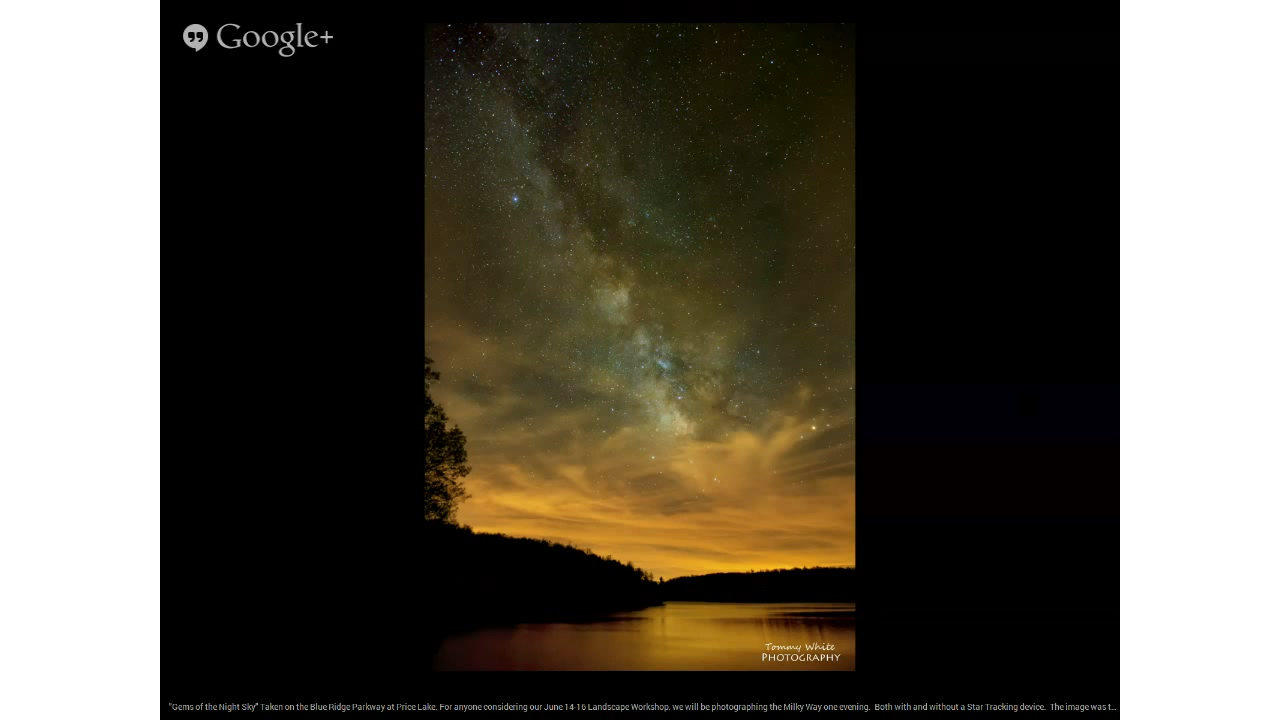 Google+
Tommy White
PHOTOGRAPHY
"Gems of the Night Sky" Taken on the Blue Ridge Parkway at Price Lake. For anyone considering our June 14-16 Landscape Workshop, we will be photographing the Milky Way one evening.  Both with and without a Star Tracking device.  The image was t...